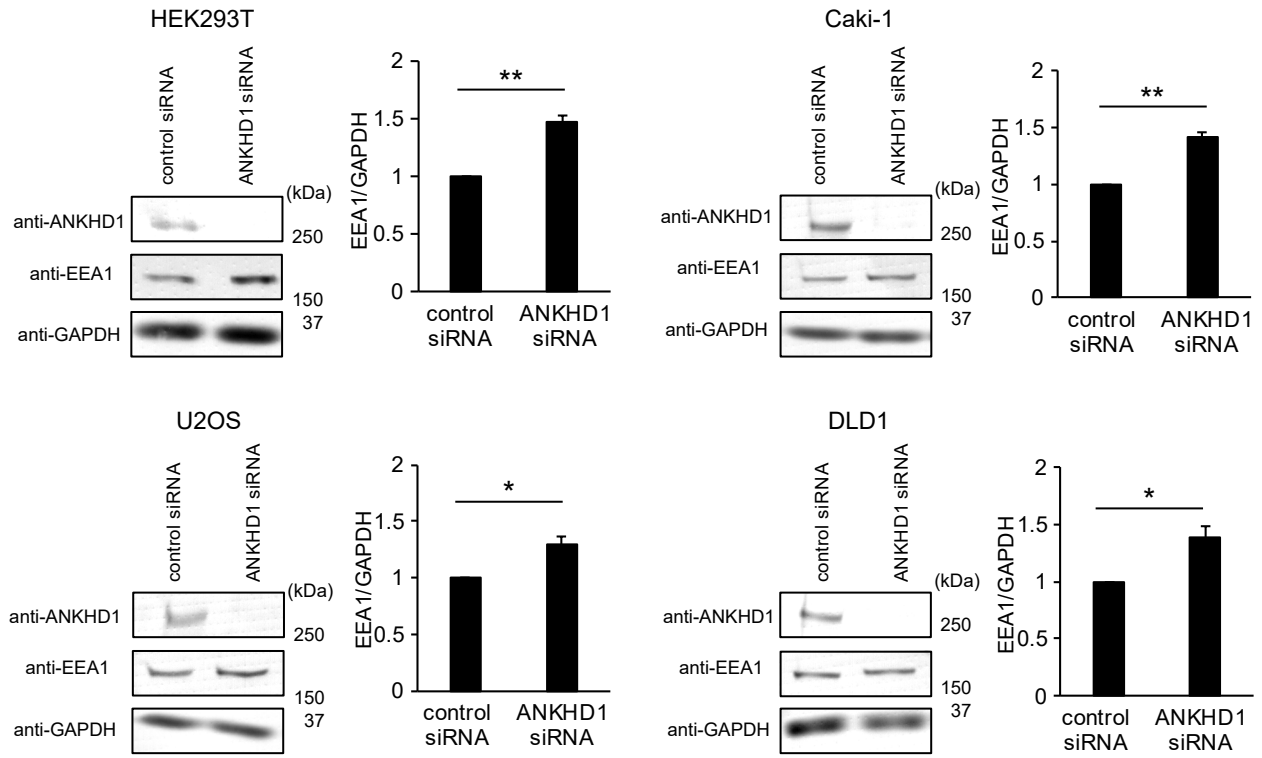 HEK293T
control siRNA
ANKHD1 siRNA
(kDa)
anti-ANKHD1
250
anti-EEA1
150
37
anti-GAPDH
EEA1/GAPDH
2
1.5
1
0.5
0
**
control
siRNA
ANKHD1
siRNA
Caki-1
control siRNA
ANKHD1 siRNA
(kDa)
anti-ANKHD1
250
anti-EEA1
150
37
anti-GAPDH
EEA1/GAPDH
2
1.5
1
0.5
0
**
control
siRNA
ANKHD1
siRNA
U2OS
control siRNA
ANKHD1 siRNA
(kDa)
anti-ANKHD1
250
anti-EEA1
150
37
anti-GAPDH
EEA1/GAPDH
2
1.5
1
0.5
0
*
control
siRNA
ANKHD1
siRNA
DLD1
control siRNA
ANKHD1 siRNA
(kDa)
anti-ANKHD1
250
anti-EEA1
150
37
anti-GAPDH
EEA1/GAPDH
2
1.5
1
0.5
0
*
control
siRNA
ANKHD1
siRNA